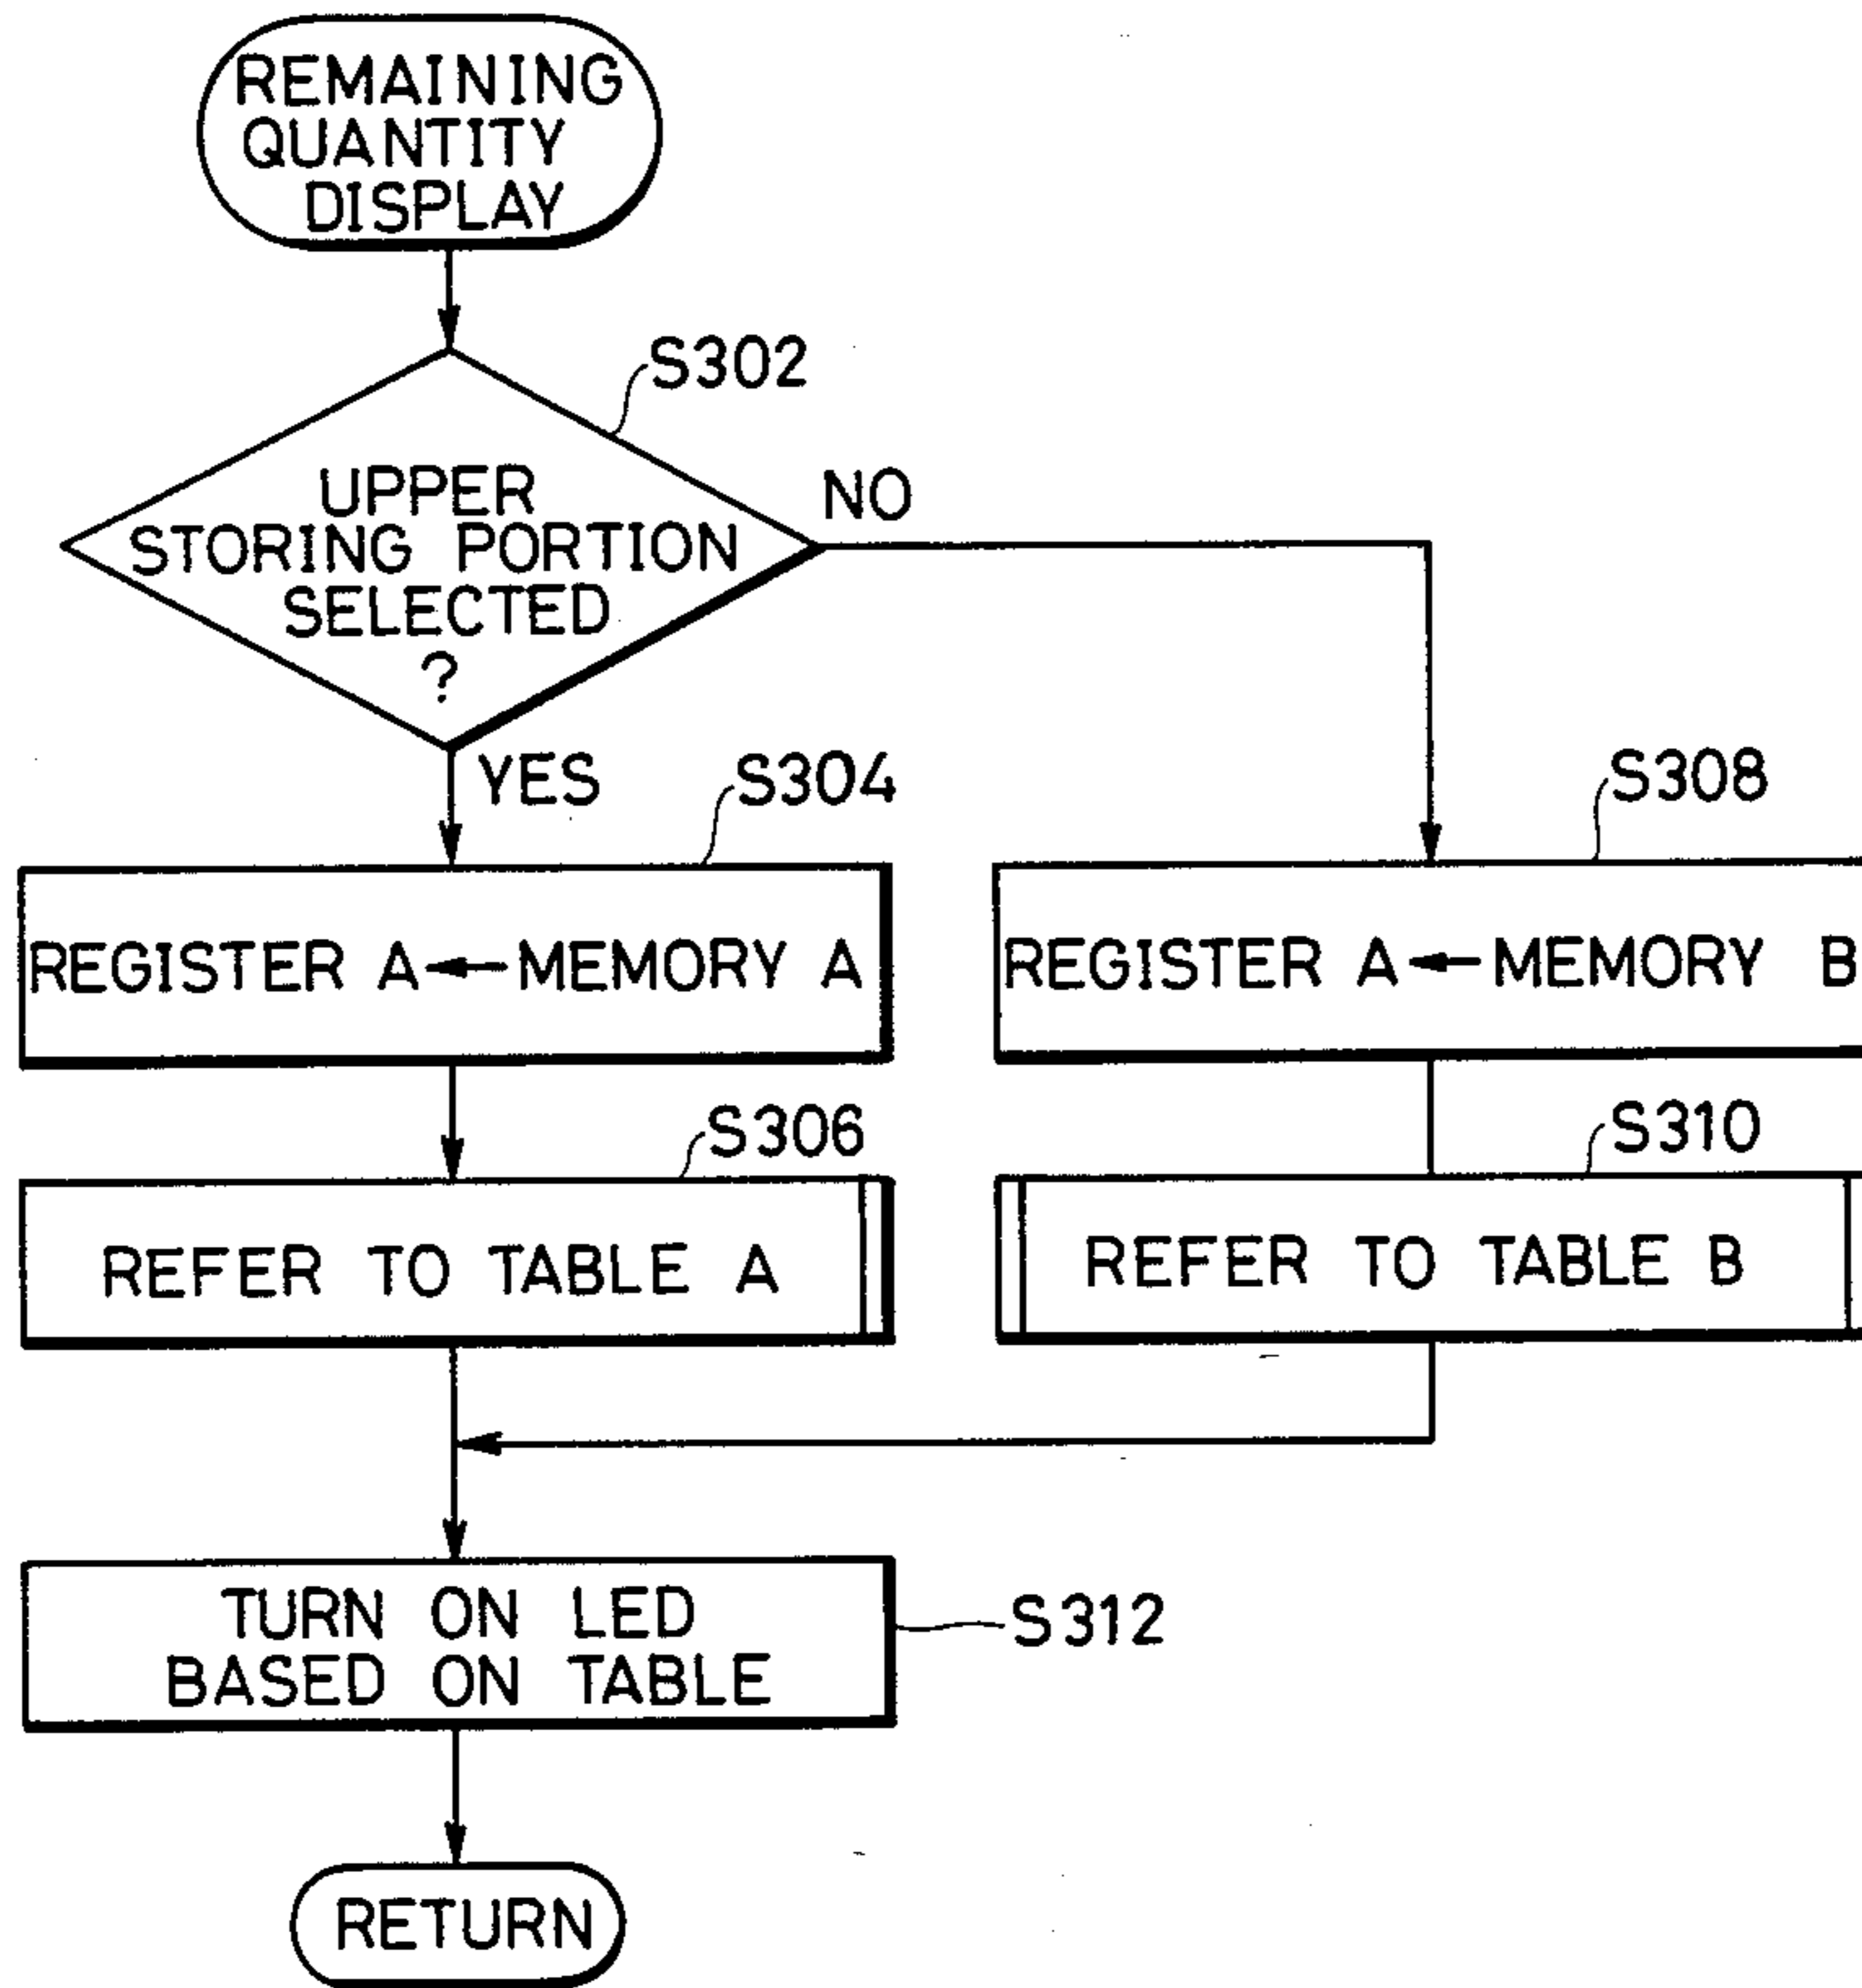 REMAINING
QUANTITY
DISPLAY
S302
UPPER
STORING PORTION
SELECTED
?
NO
YES
S304
S308
REGISTER A ← MEMORY A
REGISTER A ← MEMORY B
S306
S310
REFER TO TABLE A
REFER TO TABLE B
TURN ON LED
BASED ON TABLE
S312
RETURN